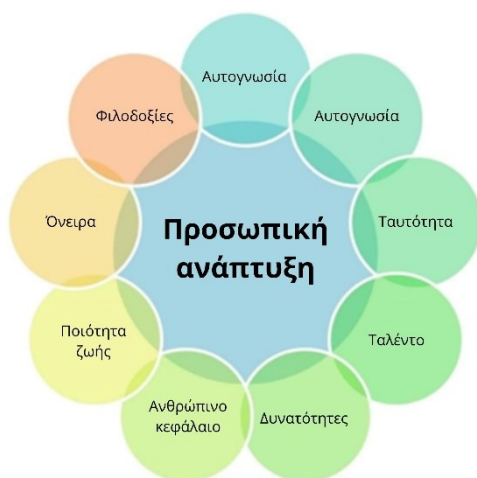 Αυτογνωσία
Αυτογνωσία
Ταυτότητα
Ταλέντο
Δυνατότητες
Ανθρώπινο
κεφάλαιο
Ποιότητα
ζωής
Όνειρα
Φιλοδοξίες
Προσωπική
ανάπτυξη